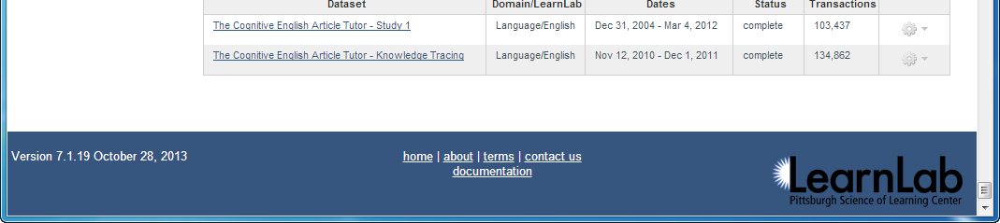 Dataset Domain/LearnLab Dates Status Transactions
The Cognitive English Article Tutor - Study 1 Language/English Dec 31, 2004 - Mar 4, 2012 complete 103,437
The Cognitive English Article Tutor - Knowledge Tracing Language/English Nov 12, 2010 - Dec 1, 2011 complete 134,862
Version 7.1.19 October 28, 2013 home | about | terms | contact us
documentation
LearnLab
Pittsburgh Science of Learning Center